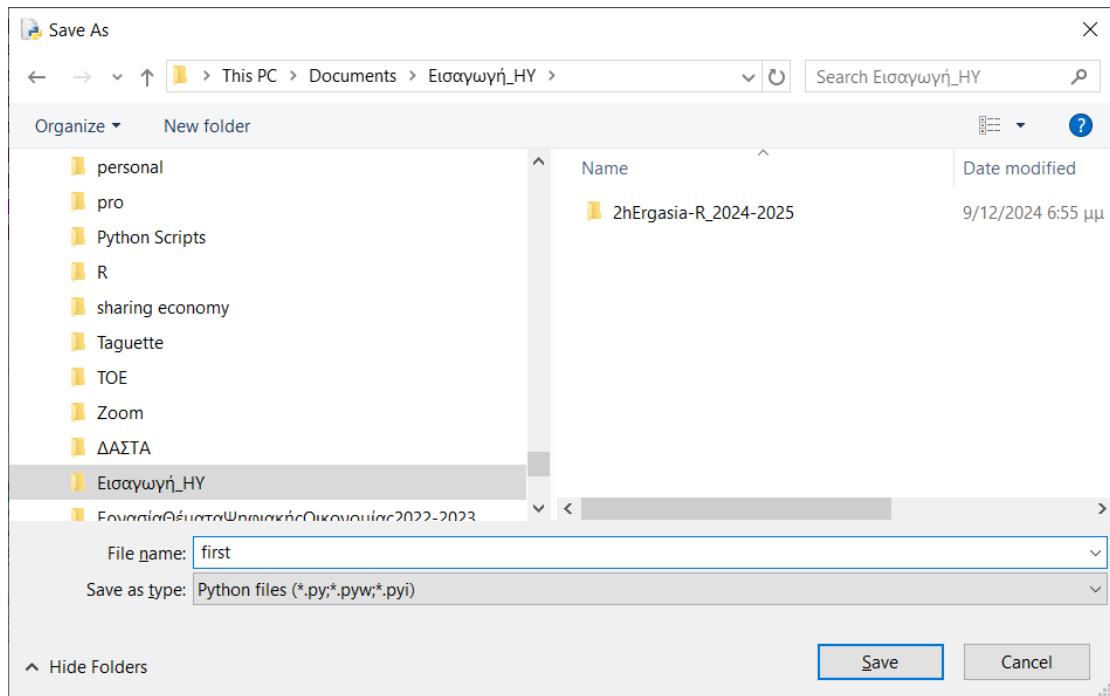 Save As
This PC > Documents > Εισαγωγή_ΗΥ >
Search Εισαγωγή_ΗΥ
Organize
New folder
personal
pro
Python Scripts
R
sharing economy
Taguette
TOE
Zoom
ΔΑΣΤΑ
Εισαγωγή_ΗΥ
ΕργασίαΘέματαΨηφιακήςΟικονομίας2022-2023
Name
Date modified
2hErgasia-R_2024-2025
9/12/2024 6:55 μμ
File name: first
Save as type: Python files (*.py;*.pyw;*.pyi)
Hide Folders
Save
Cancel